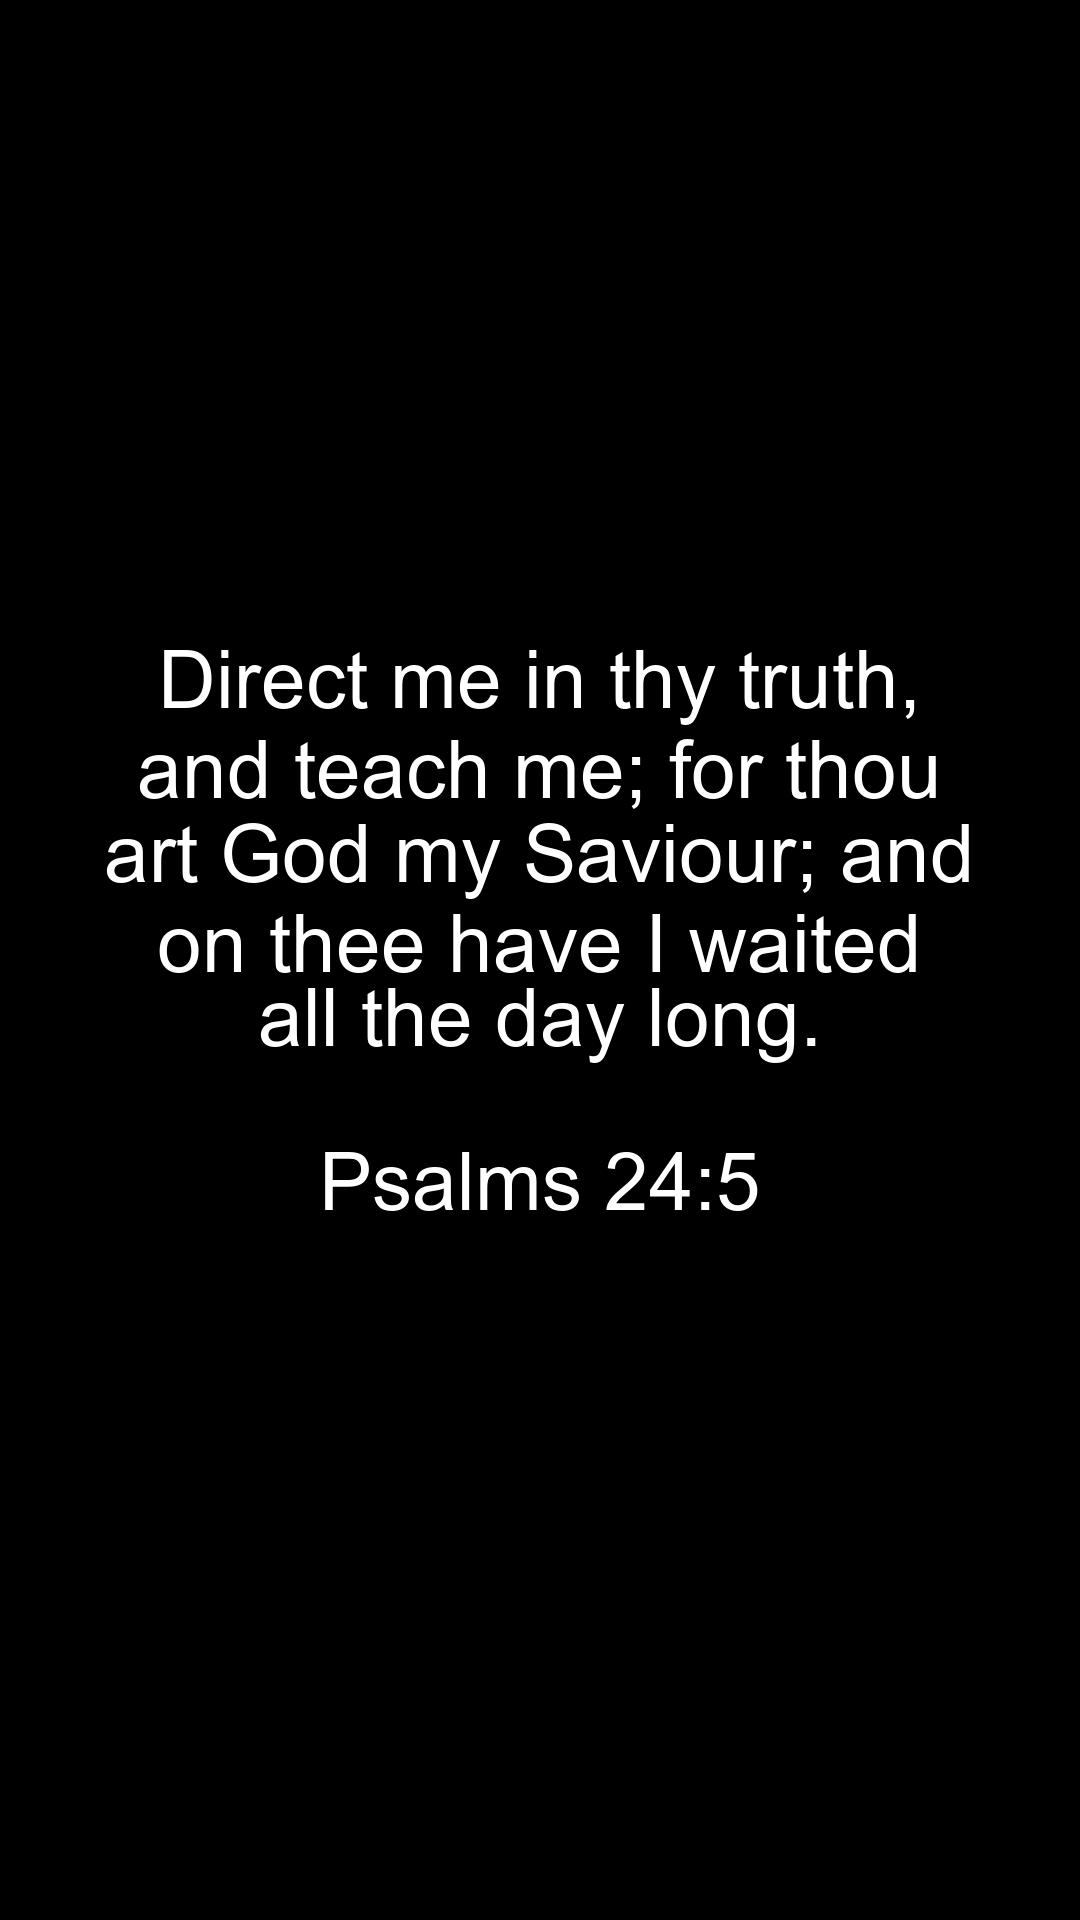 Direct me in thy truth,
and teach me; for thou
art God my Saviour; and
on thee have I waited
all the day long.
Psalms 24:5